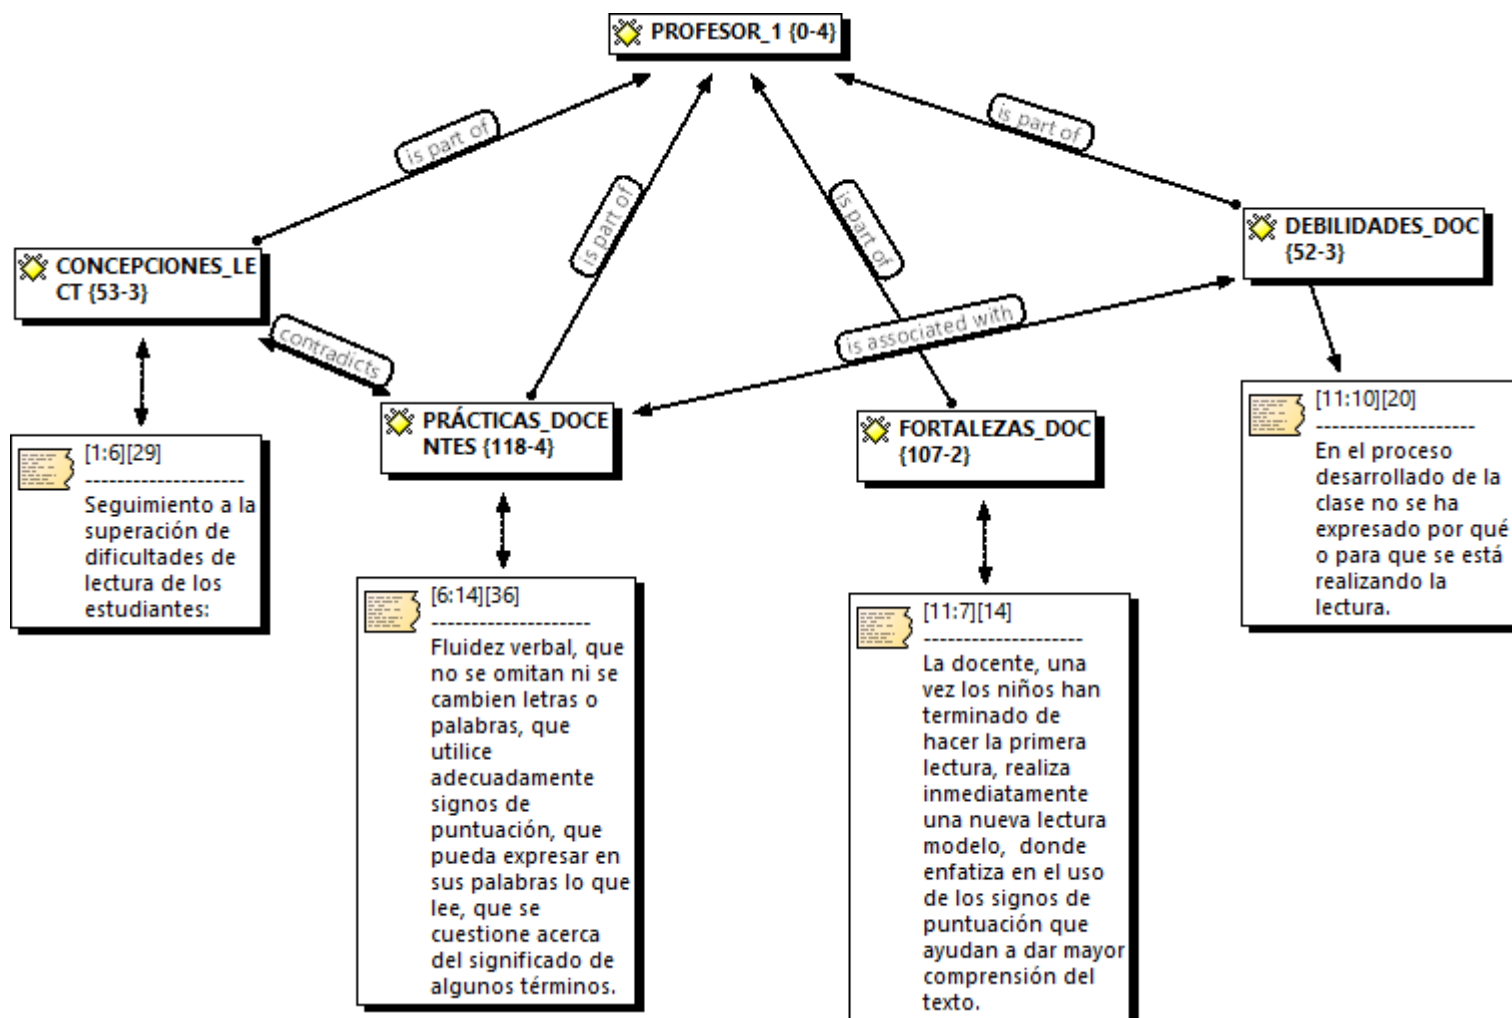 PROFESOR_1 {0-4}
is part of
is part of
is part of
is part of
DEBILIDADES_DOC
{52-3}
CONCEPCIONES_LE
CT {53-3}
contradicts
is associated with
PRÁCTICAS_DOCE
NTES {118-4}
FORTALEZAS_DOC
{107-2}
[1:6][29]
--------------------
Seguimiento a la
superación de
dificultades de
lectura de los
estudiantes:
[6:14][36]
--------------------
Fluidez verbal, que
no se omitan ni se
cambien letras o
palabras, que
utilice
adecuadamente
signos de
puntuación, que
pueda expresar en
sus palabras lo que
lee, que se
cuestione acerca
del significado de
algunos términos.
[11:7][14]
--------------------
La docente, una
vez los niños han
terminado de
hacer la primera
lectura, realiza
inmediatamente
una nueva lectura
modelo,  donde
enfatiza en el uso
de los signos de
puntuación que
ayudan a dar mayor
comprensión del
texto.
[11:10][20]
--------------------
En el proceso
desarrollado de la
clase no se ha
expresado por qué
o para que se está
realizando la
lectura.